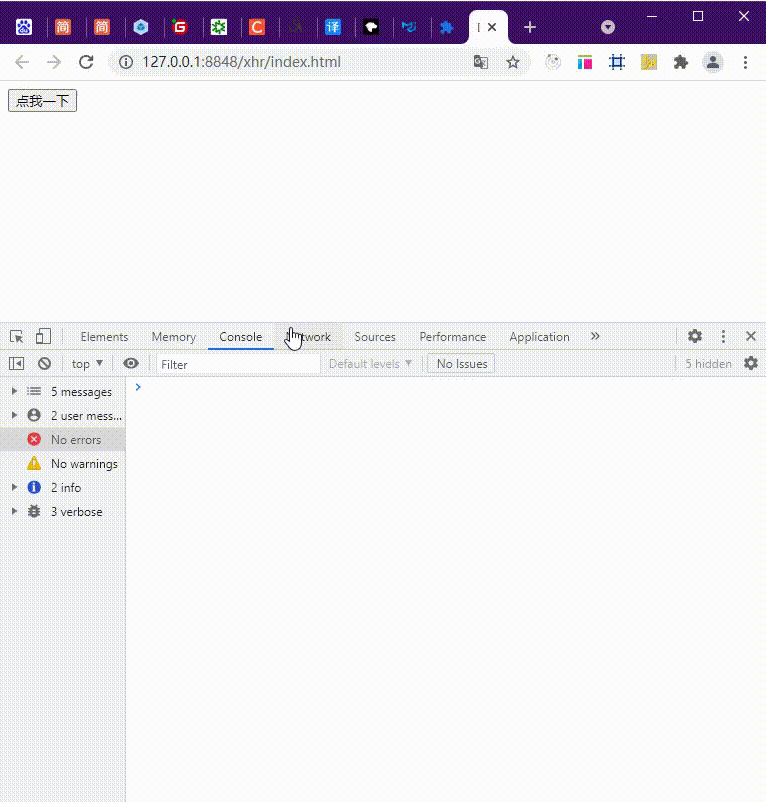 简 简 G C 译
127.0.0.1:8848/xhr/index.html
点我一下
Elements Memory Console Network Sources Performance Application »
top ▼ Filter Default levels ▼ No Issues 5 hidden
5 messages
2 user mess...
No errors
No warnings
2 info
3 verbose